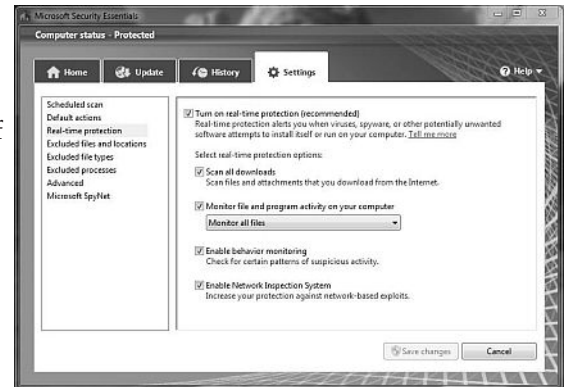 Microsoft Security Essentials
Computer status - Protected
Home
Update
History
Settings
Help
Scheduled scan
Default actions
Real-time protection
Excluded files and locations
Excluded file types
Excluded processes
Advanced
Microsoft SpyNet
Turn on real-time protection (recommended)
Real-time protection alerts you when viruses, spyware, or other potentially unwanted
software attempts to install itself or run on your computer. Tell me more
Select real-time protection options:
Scan all downloads
Scan files and attachments that you download from the Internet.
Monitor file and program activity on your computer
Monitor all files
Enable behavior monitoring
Check for certain patterns of suspicious activity.
Enable Network Inspection System
Increase your protection against network-based exploits.
Save changes
Cancel